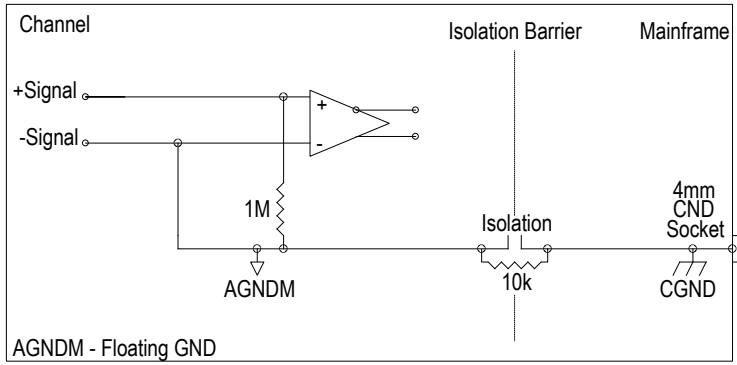 Channel
Isolation Barrier
Mainframe
+Signal
-Signal
+
-
1M
Isolation
10k
4mm
CND
Socket
AGNDM
CGND
AGNDM - Floating GND